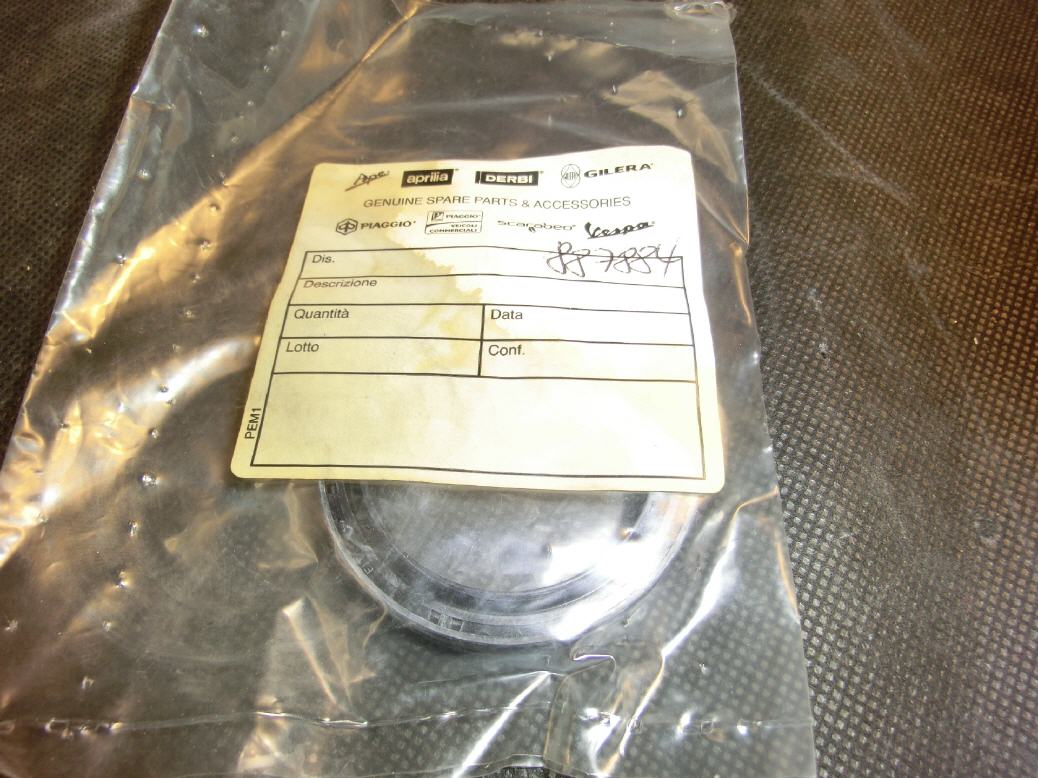 Ape aprilia DERBI GILERA
GENUINE SPARE PARTS & ACCESSORIES
PIAGGIO PIAGGIO VEICOLI COMMERCIALI scarabeo Vespa
Dis. 887884
Descrizione
Quantità Data
Lotto Conf.
PEM1